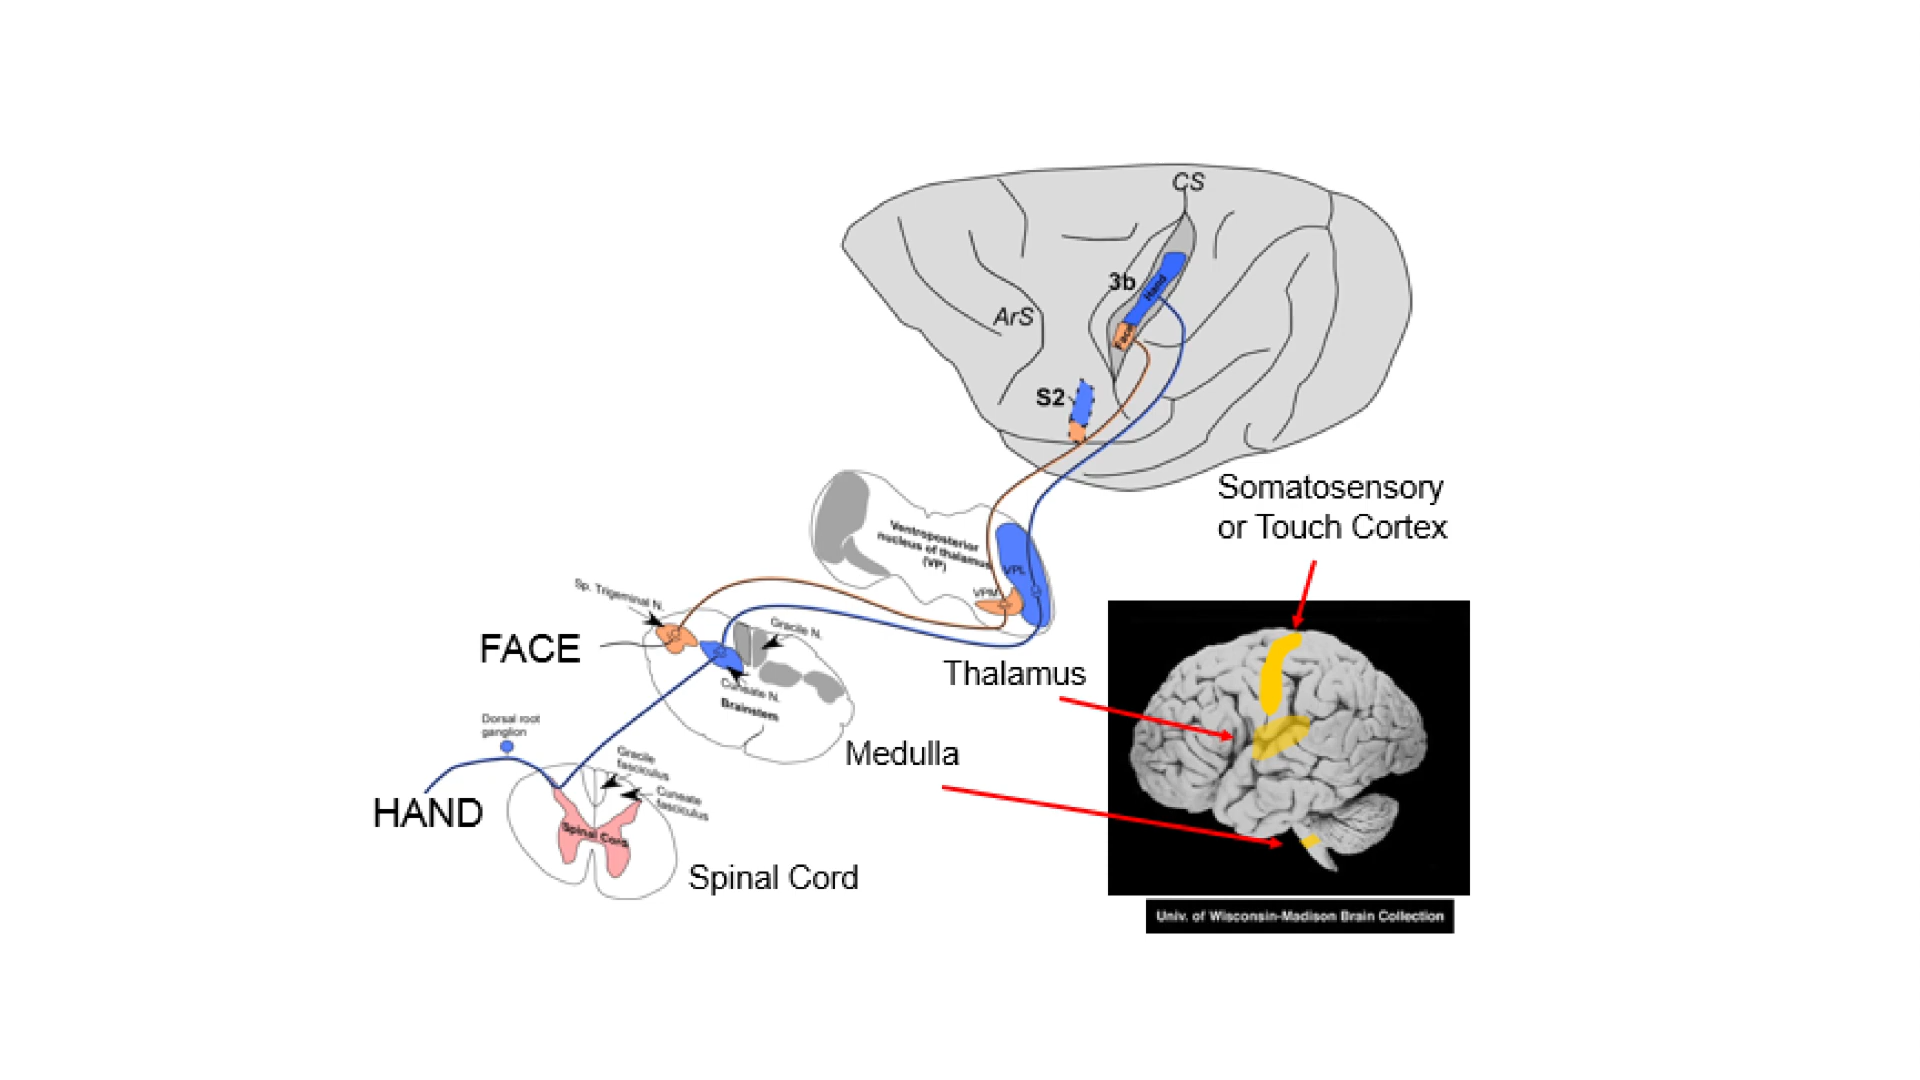 CS
3b
Hand
Face
ArS
S2
Somatosensory
or Touch Cortex
Ventroposterior
nucleus of thalamus
(VP)
VPL
VPM
Sp. Trigeminal N.
Gracile N.
FACE
Cuneate N.
Brainstem
Thalamus
Dorsal root
ganglion
Medulla
Gracile
fasciculus
Cuneate
fasciculus
HAND
Spinal Cord
Spinal Cord
Univ. of Wisconsin-Madison Brain Collection